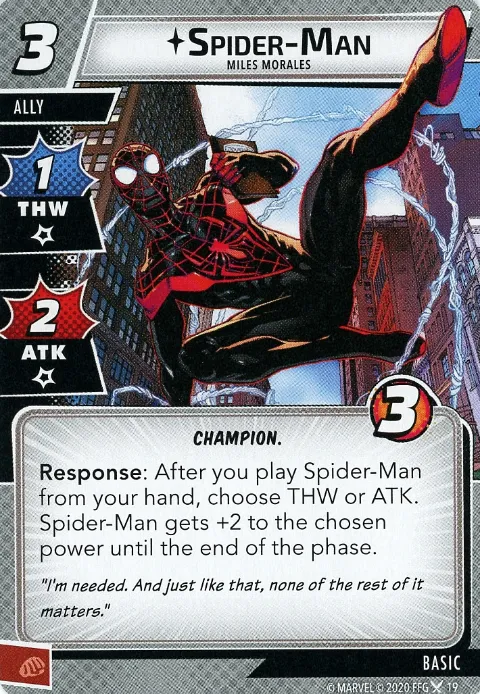 3
Spider-Man
MILES MORALES
ALLY
1
THW
2
ATK
3
CHAMPION.
Response: After you play Spider-Man
from your hand, choose THW or ATK.
Spider-Man gets +2 to the chosen
power until the end of the phase.
"I'm needed. And just like that, none of the rest of it
matters."
BASIC
© MARVEL © 2020 FFG 19